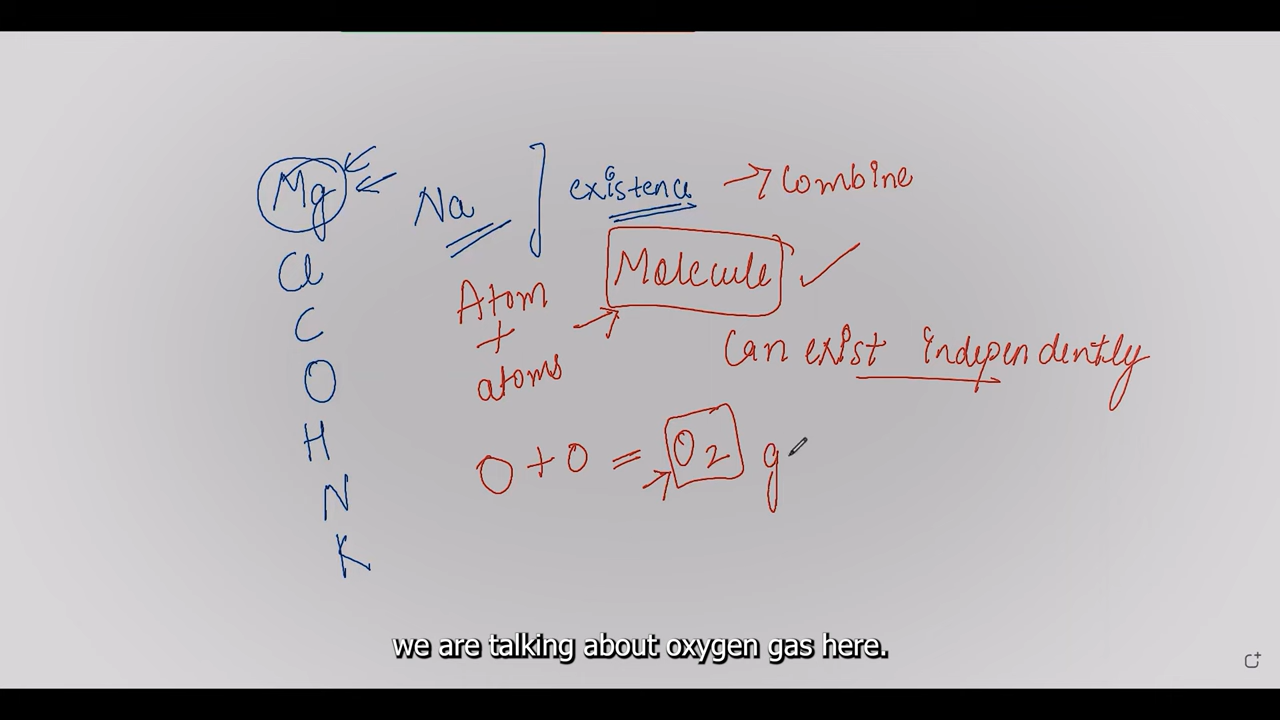 Mg
Na ] existence → Combine
Cl
Molecule ✓
Atom
+
atoms
C
Can exist independently
O
H
O + O = O2 g
N
K
we are talking about oxygen gas here.